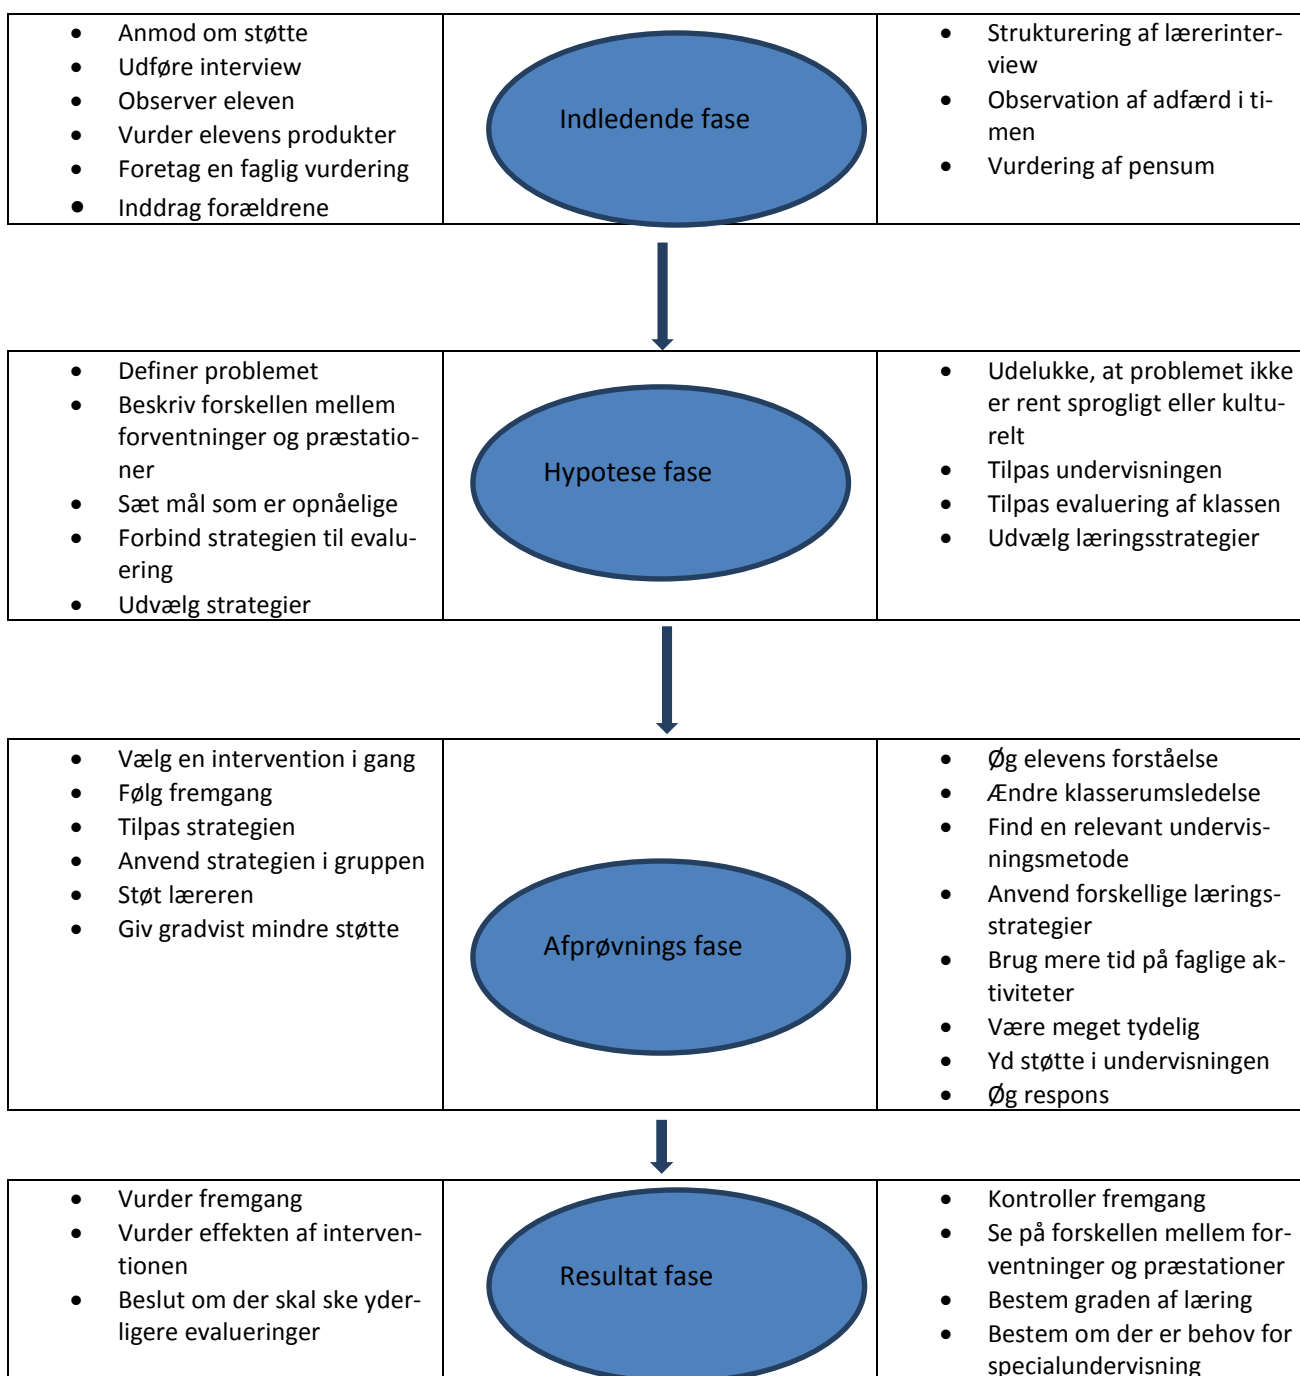 • Anmod om støtte
• Udføre interview
• Observer eleven
• Vurder elevens produkter
• Foretag en faglig vurdering
• Inddrag forældrene
Indledende fase
• Strukturering af lærerinter-
view
• Observation af adfærd i ti-
men
• Vurdering af pensum
• Definer problemet
• Beskriv forskellen mellem
forventninger og præstatio-
ner
• Sæt mål som er opnåelige
• Forbind strategien til evalu-
ering
• Udvælg strategier
Hypotese fase
• Udelukke, at problemet ikke
er rent sprogligt eller kultu-
relt
• Tilpas undervisningen
• Tilpas evaluering af klassen
• Udvælg læringsstrategier
• Vælg en intervention i gang
• Følg fremgang
• Tilpas strategien
• Anvend strategien i gruppen
• Støt læreren
• Giv gradvist mindre støtte
Afprøvnings fase
• Øg elevens forståelse
• Ændre klasserumsledelse
• Find en relevant undervis-
ningsmetode
• Anvend forskellige lærings-
strategier
• Brug mere tid på faglige ak-
tiviteter
• Være meget tydelig
• Yd støtte i undervisningen
• Øg respons
• Vurder fremgang
• Vurder effekten af interven-
tionen
• Beslut om der skal ske yder-
ligere evalueringer
Resultat fase
• Kontroller fremgang
• Se på forskellen mellem for-
ventninger og præstationer
• Bestem graden af læring
• Bestem om der er behov for
specialundervisning